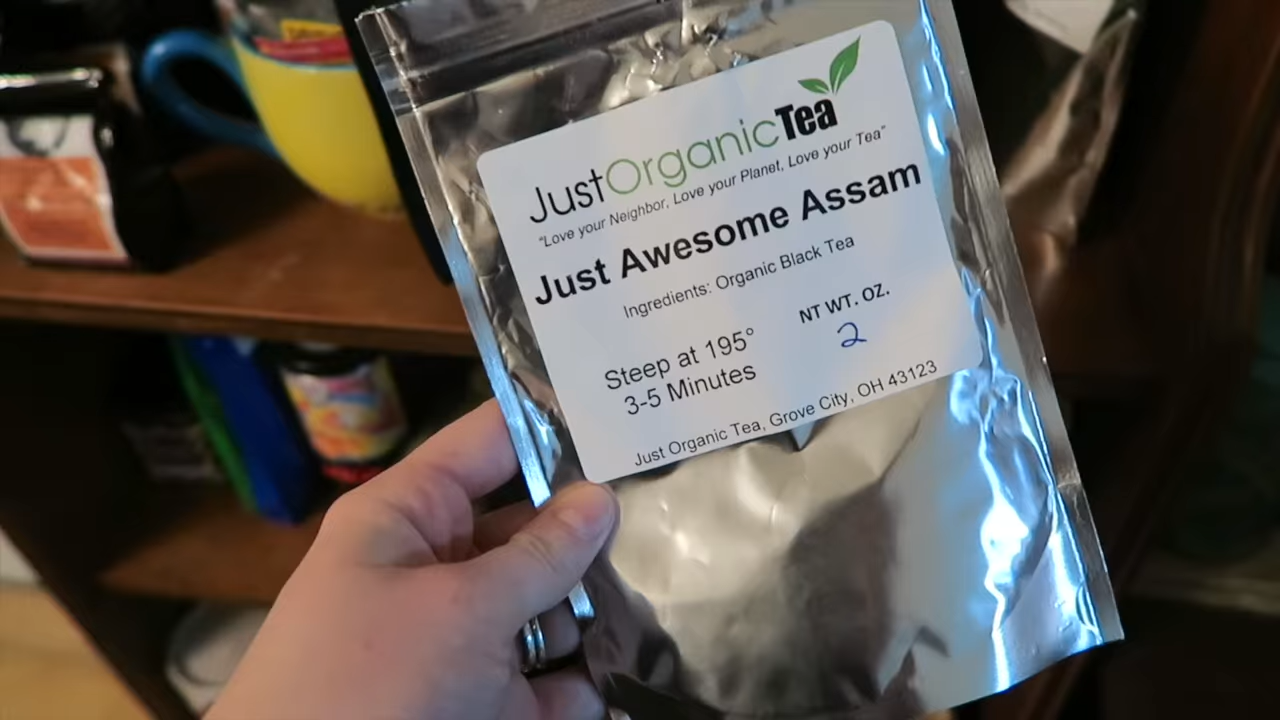 JustOrganicTea
"Love your Neighbor, Love your Planet, Love your Tea"
Just Awesome Assam
Ingredients: Organic Black Tea
Steep at 195°
3-5 Minutes
NT WT. OZ.
2
Just Organic Tea, Grove City, OH 43123